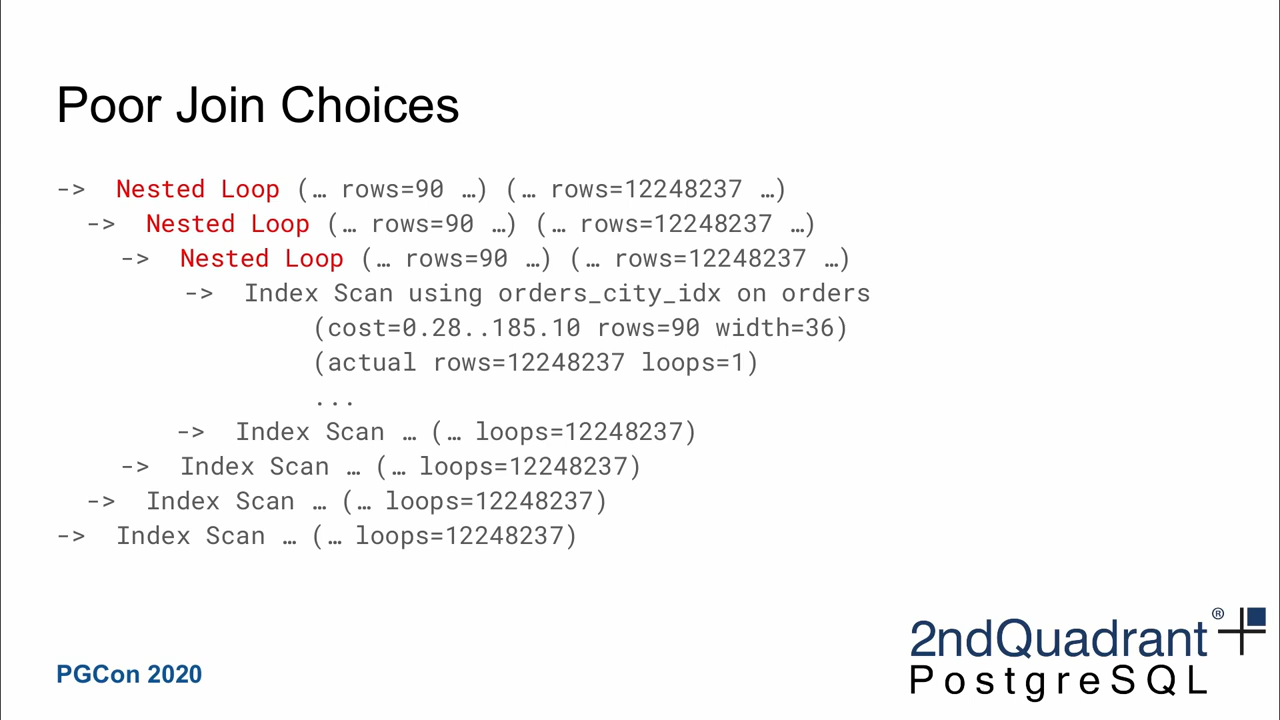 Poor Join Choices
-> Nested Loop (… rows=90 …) (… rows=12248237 …)
-> Nested Loop (… rows=90 …) (… rows=12248237 …)
-> Nested Loop (… rows=90 …) (… rows=12248237 …)
-> Index Scan using orders_city_idx on orders
(cost=0.28..185.10 rows=90 width=36)
(actual rows=12248237 loops=1)
...
-> Index Scan … (… loops=12248237)
-> Index Scan … (… loops=12248237)
-> Index Scan … (… loops=12248237)
-> Index Scan … (… loops=12248237)
2ndQuadrant®
PostgreSQL
PGCon 2020